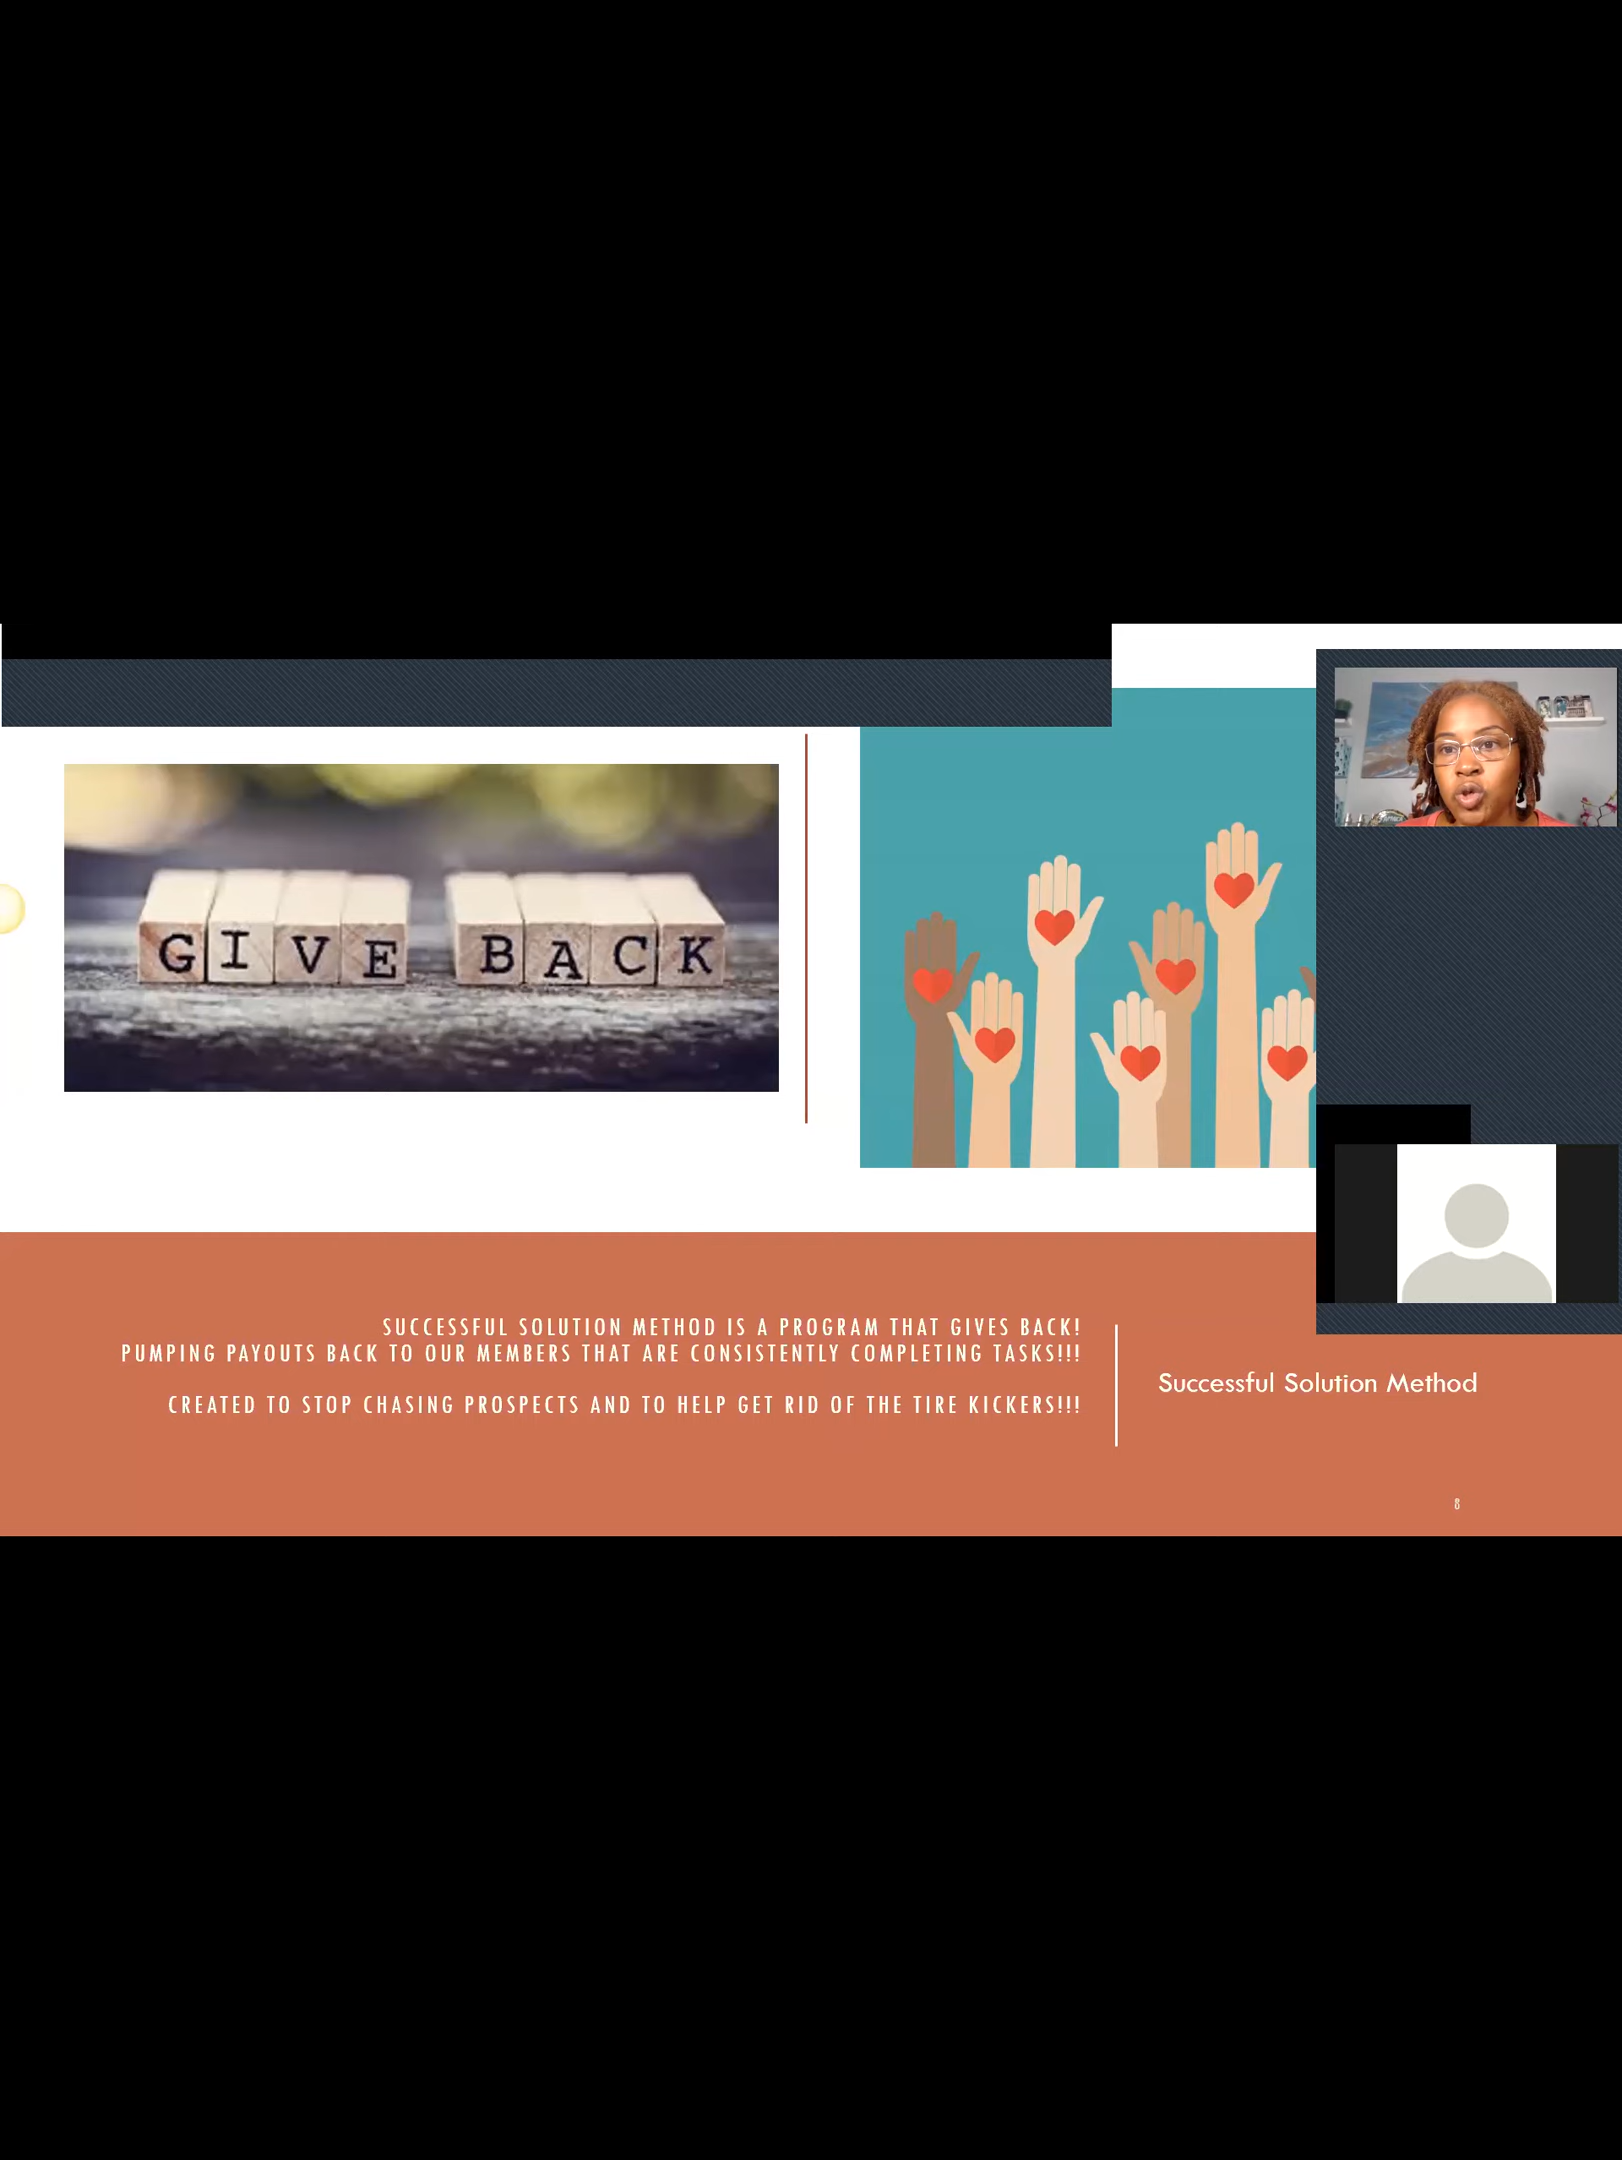 GIVE BACK
SUCCESSFUL SOLUTION METHOD IS A PROGRAM THAT GIVES BACK!
PUMPING PAYOUTS BACK TO OUR MEMBERS THAT ARE CONSISTENTLY COMPLETING TASKS!!!
CREATED TO STOP CHASING PROSPECTS AND TO HELP GET RID OF THE TIRE KICKERS!!!
Successful Solution Method
8